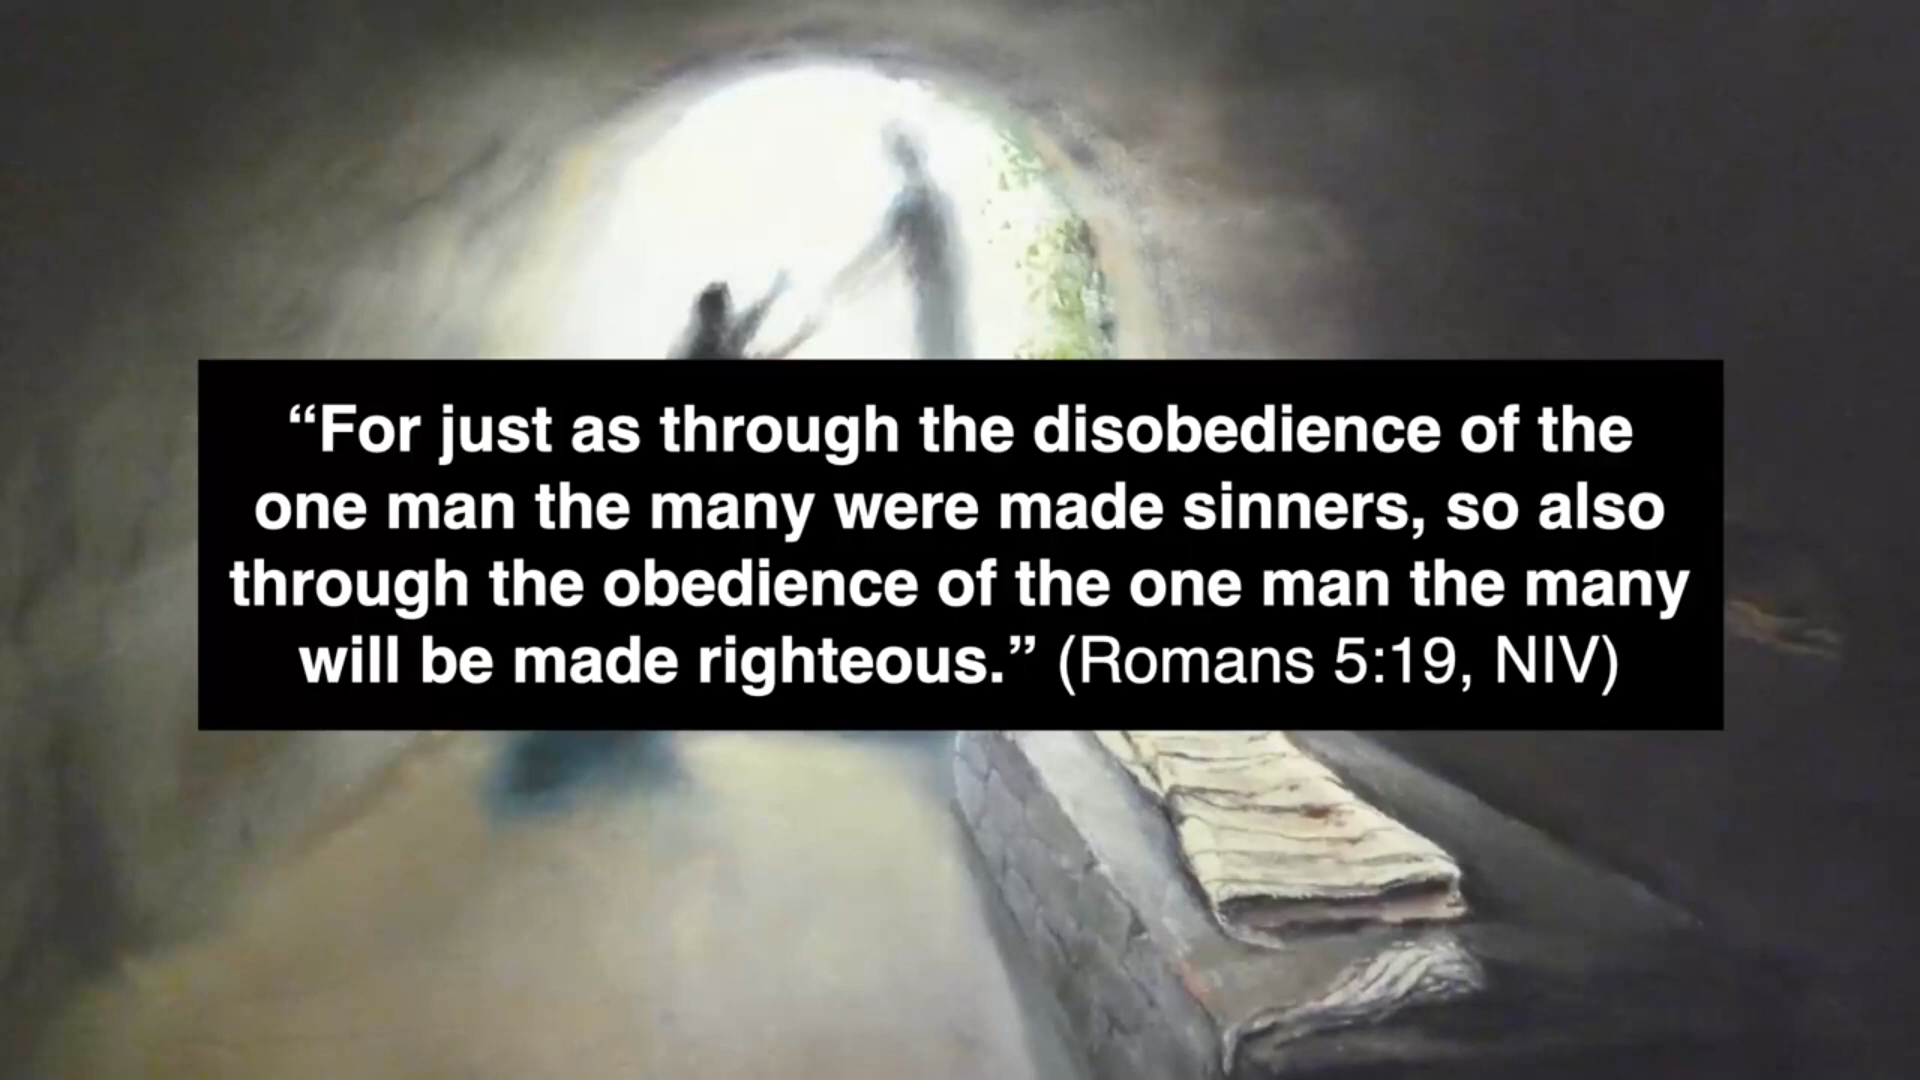 “For just as through the disobedience of the
one man the many were made sinners, so also
through the obedience of the one man the many
will be made righteous.” (Romans 5:19, NIV)